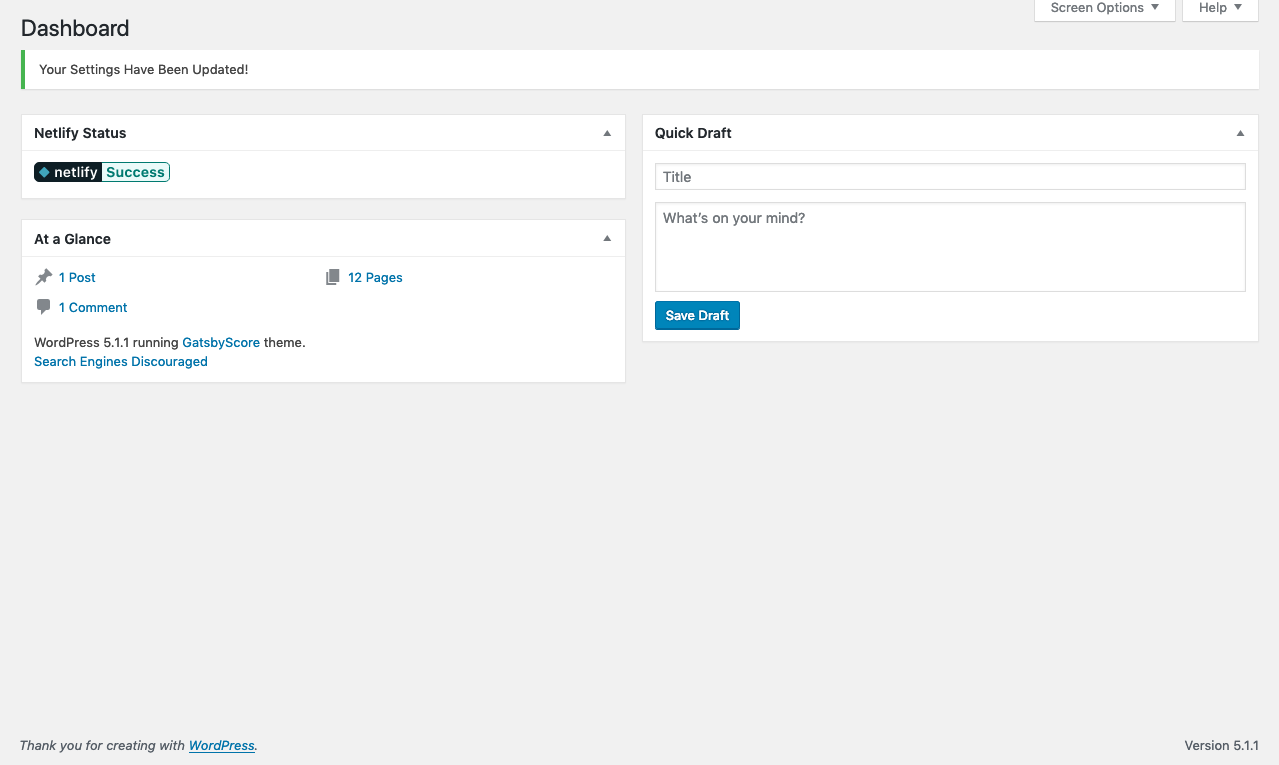 Screen Options
Help
Dashboard
Your Settings Have Been Updated!
Netlify Status
netlify Success
At a Glance
1 Post
12 Pages
1 Comment
WordPress 5.1.1 running GatsbyScore theme.
Search Engines Discouraged
Quick Draft
Title
What's on your mind?
Save Draft
Thank you for creating with WordPress.
Version 5.1.1